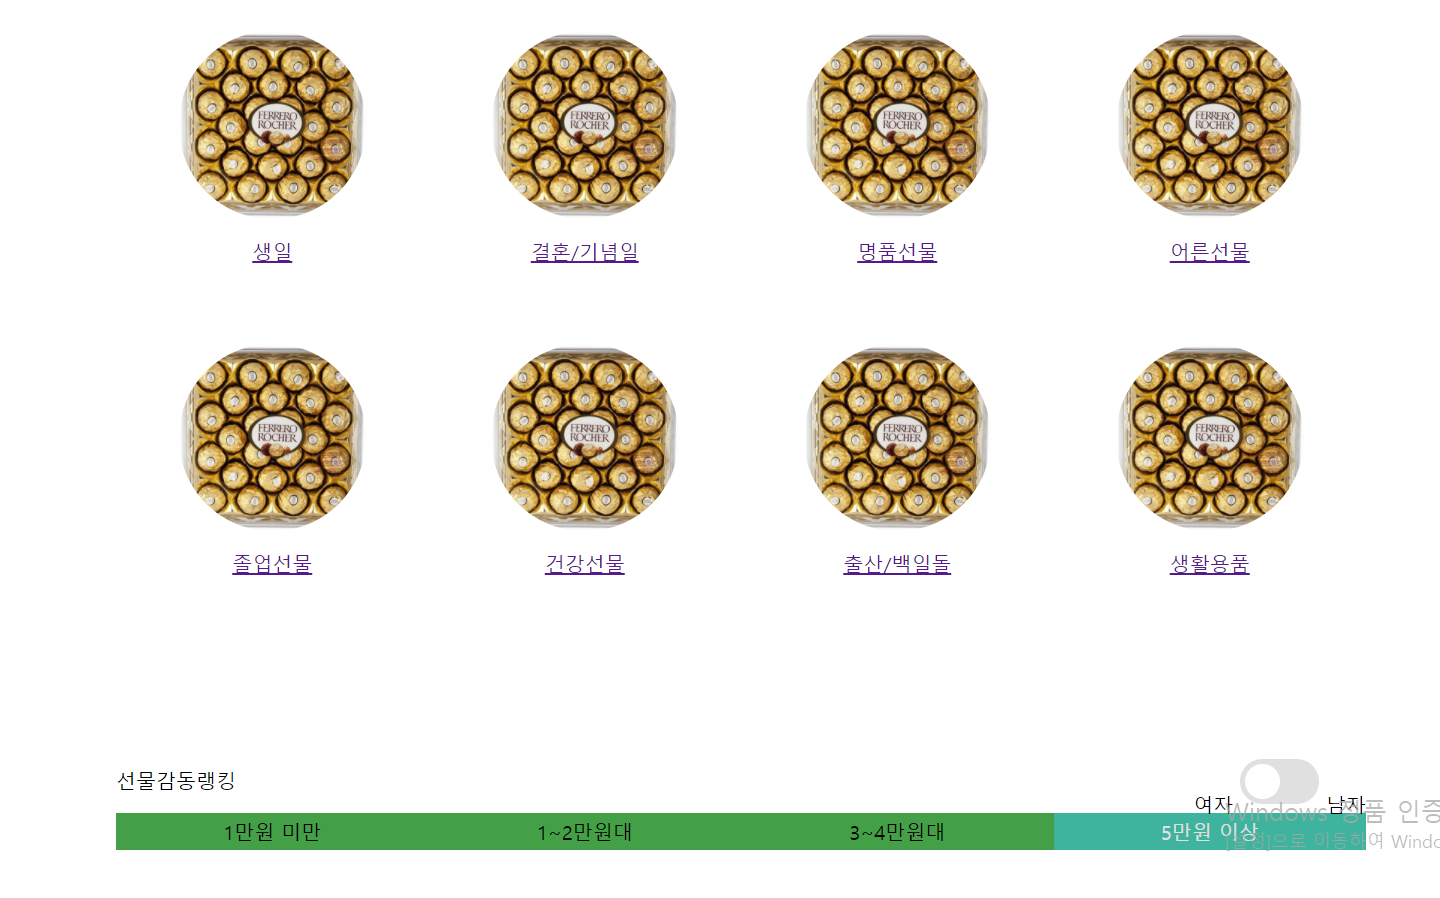 FERRERO
ROCHER
FERRERO
ROCHER
FERRERO
ROCHER
FERRERO
ROCHER
생일
결혼/기념일
명품선물
어른선물
FERRERO
ROCHER
FERRERO
ROCHER
FERRERO
ROCHER
FERRERO
ROCHER
졸업선물
건강선물
출산/백일돌
생활용품
선물감동랭킹
여자
남자
Windows 정품 인증
1만원 미만
1~2만원대
3~4만원대
5만원 이상
[설정]으로 이동하여 Windo